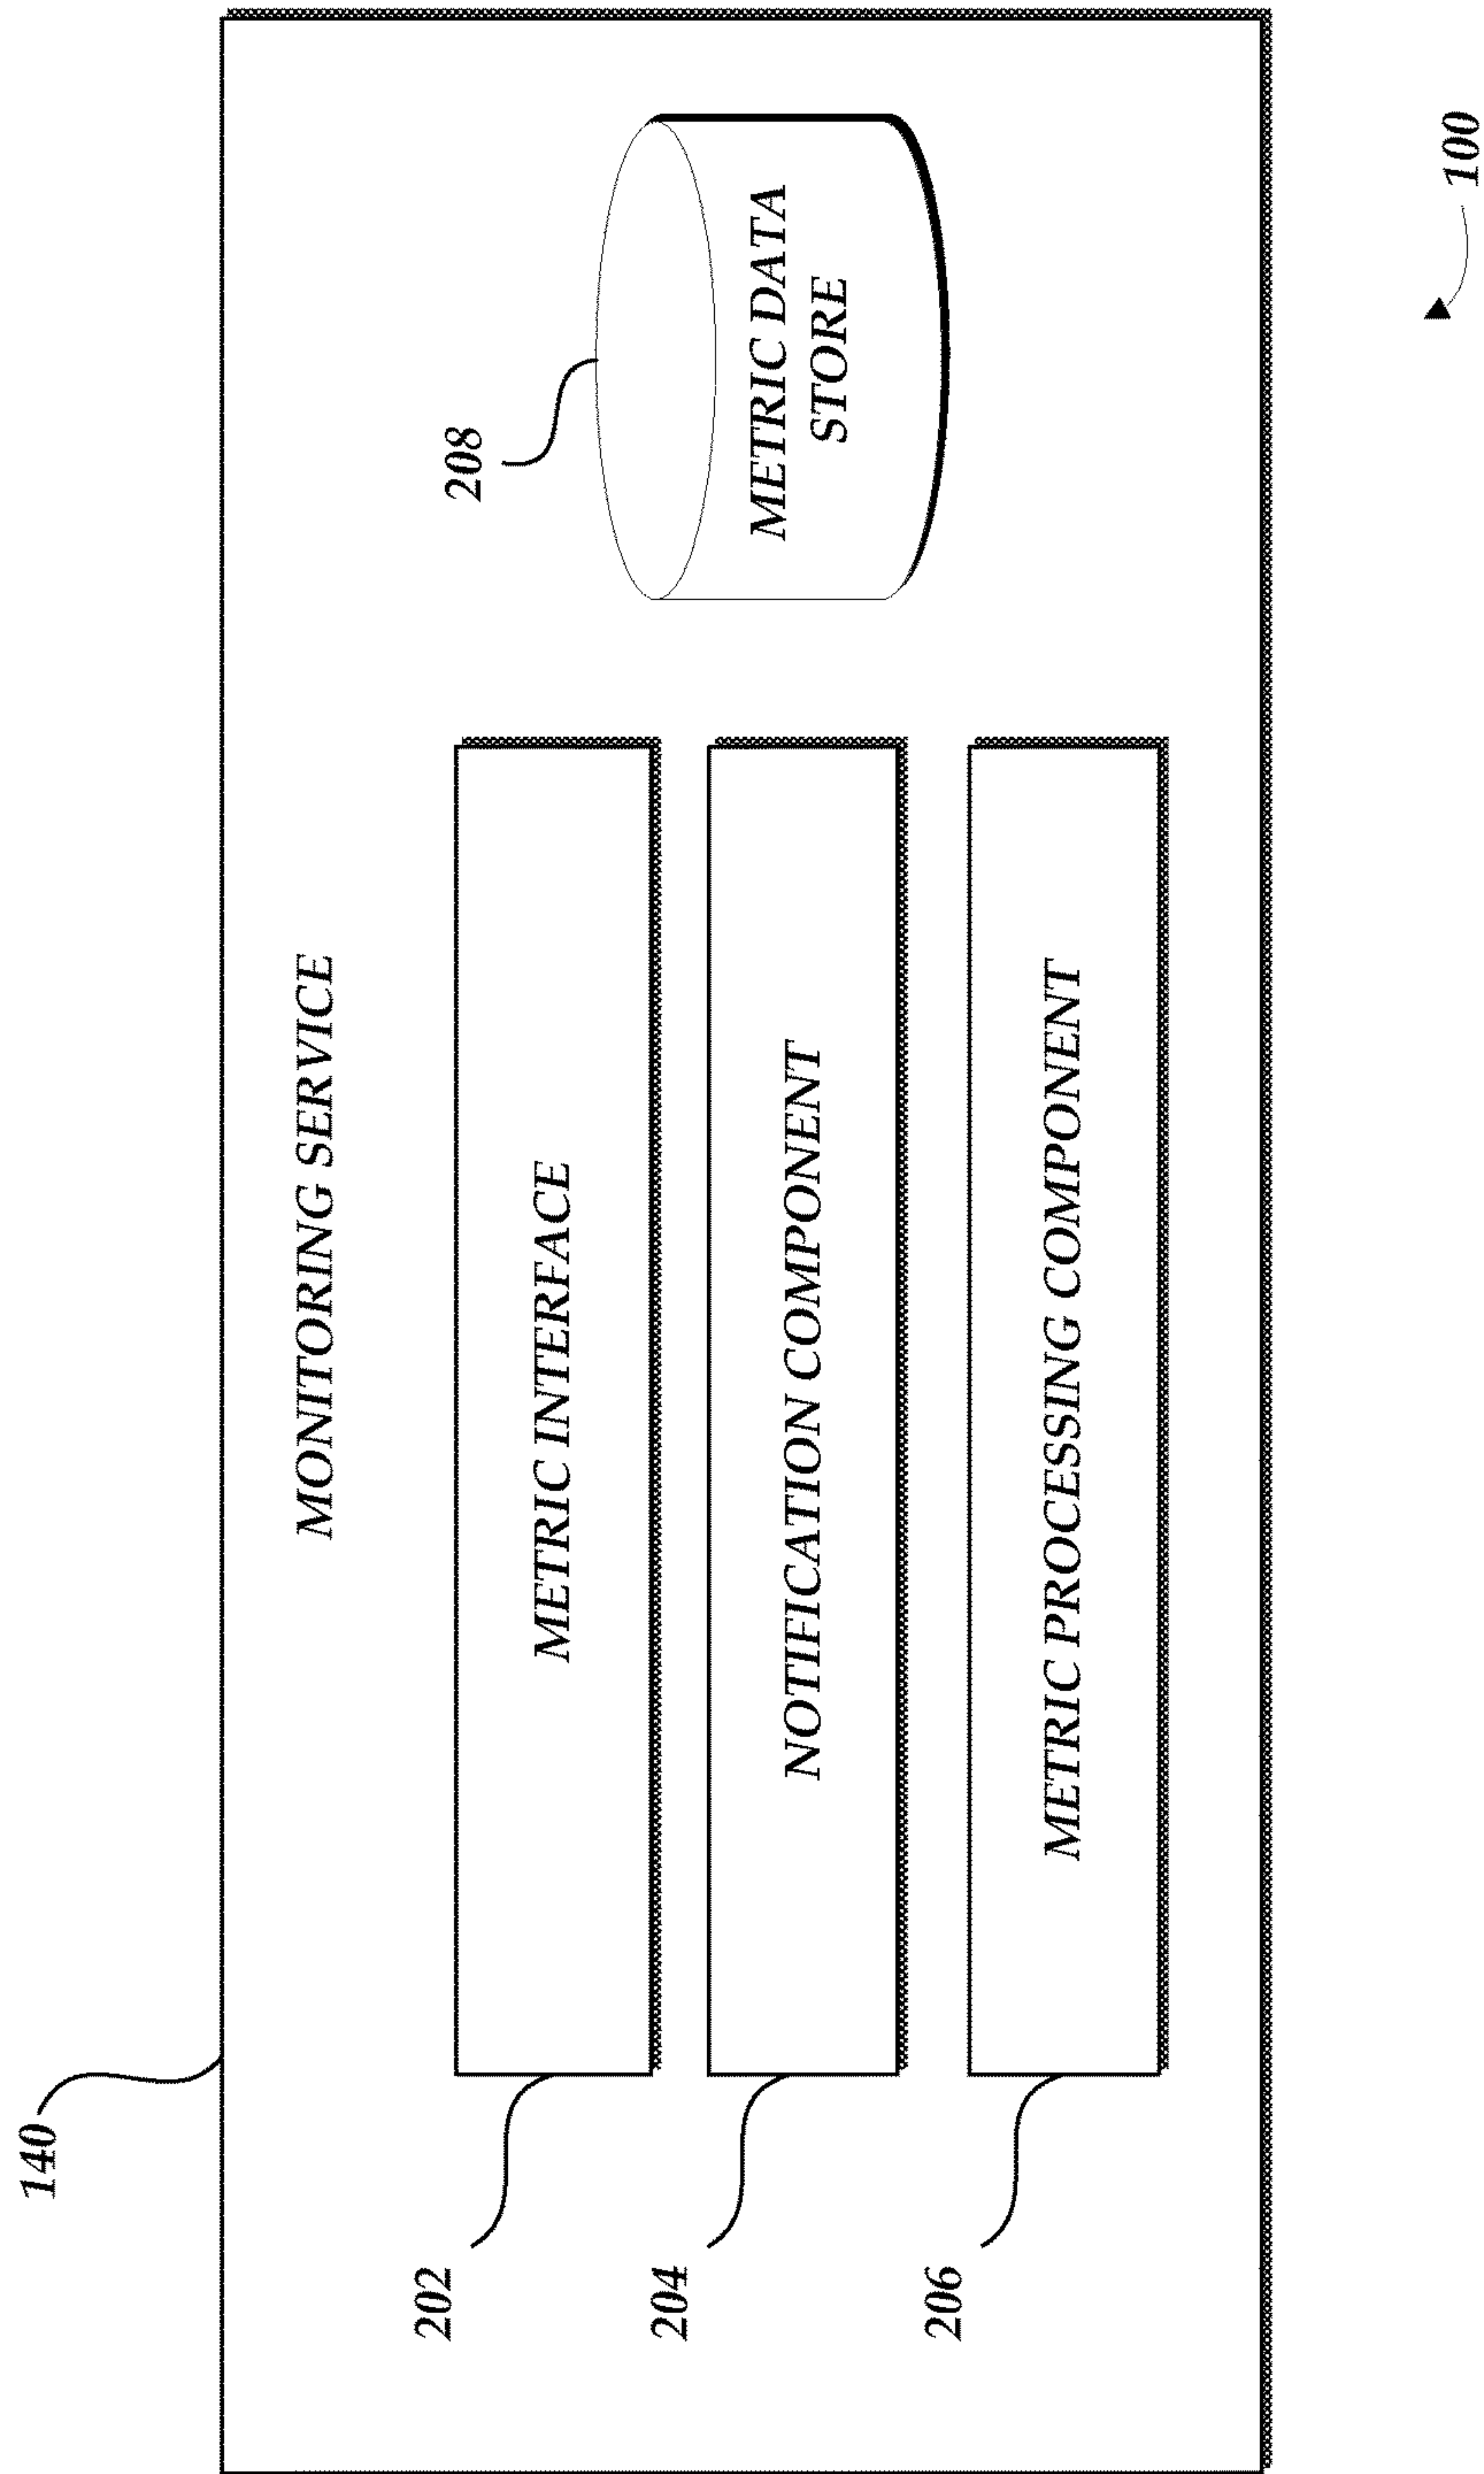 140
MONITORING SERVICE
208
202
METRIC INTERFACE
204
NOTIFICATION COMPONENT
METRIC DATA
STORE
206
METRIC PROCESSING COMPONENT
100